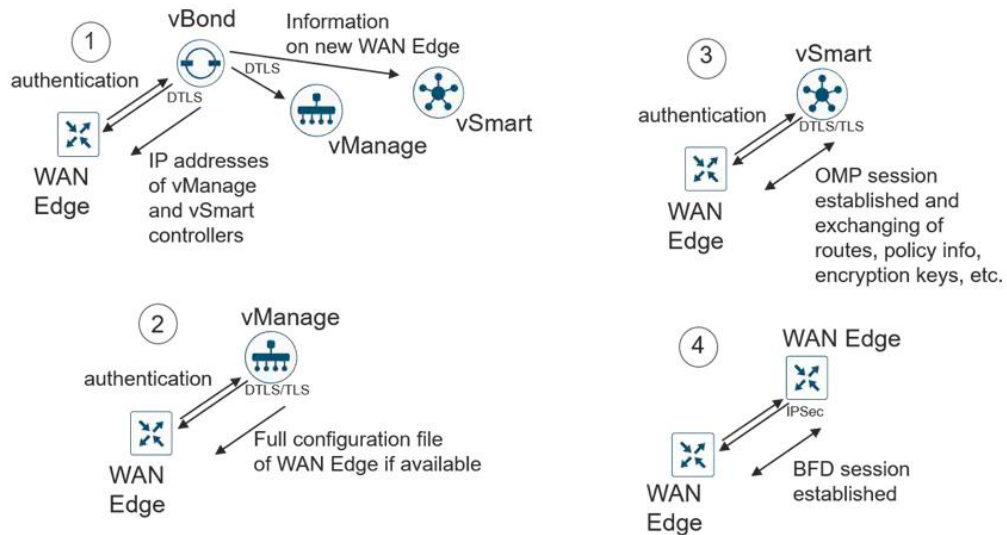 1
vBond
authentication
DTLS
WAN
Edge
Information
on new WAN Edge
DTLS
vManage
vSmart
IP addresses
of vManage
and vSmart
controllers
2
vManage
authentication
DTLS/TLS
WAN
Edge
Full configuration file
of WAN Edge if available
3
vSmart
authentication
DTLS/TLS
WAN
Edge
OMP session
established and
exchanging of
routes, policy info,
encryption keys, etc.
4
WAN Edge
IPSec
WAN
Edge
BFD session
established